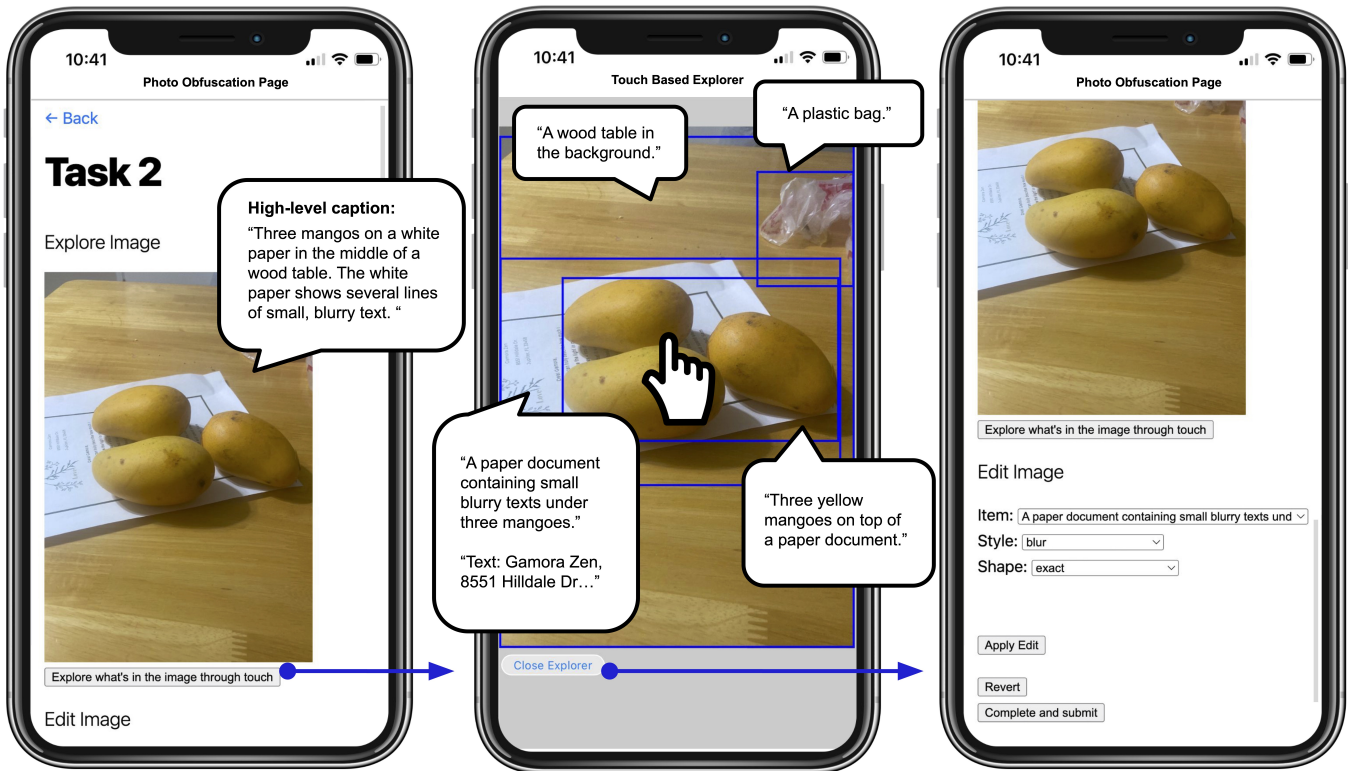 10:41
Photo Obfuscation Page
← Back
Task 2
Explore Image
High-level caption:
“Three mangos on a white
paper in the middle of a
wood table. The white
paper shows several lines
of small, blurry text. “
Explore what's in the image through touch
Edit Image
10:41
Touch Based Explorer
“A wood table in
the background.”
“A plastic bag.”
“A paper document
containing small
blurry texts under
three mangoes.”
“Text: Gamora Zen,
8551 Hilldale Dr…”
“Three yellow
mangoes on top of
a paper document.”
Close Explorer
10:41
Photo Obfuscation Page
Explore what's in the image through touch
Edit Image
Item: A paper document containing small blurry texts und
Style: blur
Shape: exact
Apply Edit
Revert
Complete and submit